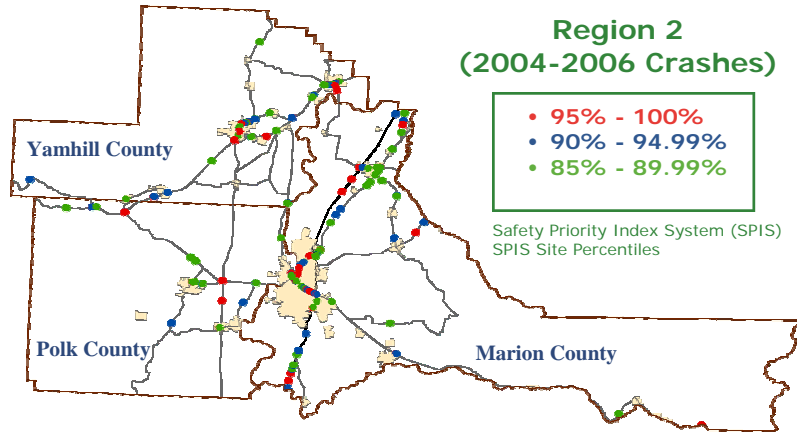 Region 2
(2004-2006 Crashes)
• 95% - 100%
• 90% - 94.99%
• 85% - 89.99%
Safety Priority Index System (SPIS)
SPIS Site Percentiles
Yamhill County
Polk County
Marion County